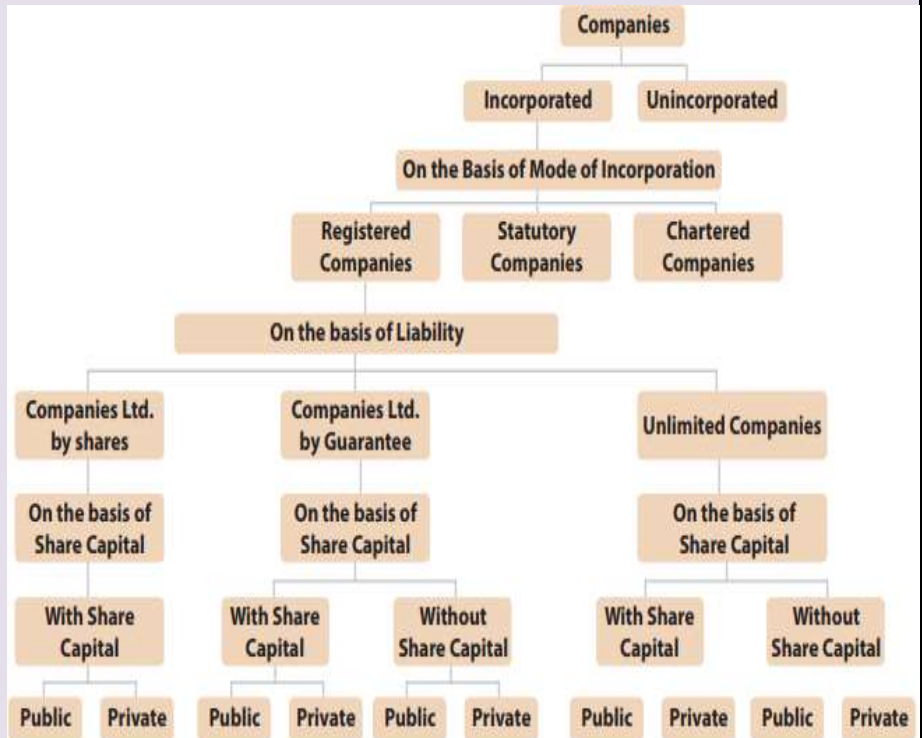 Companies
Incorporated
Unincorporated
On the Basis of Mode of Incorporation
Registered
Companies
Statutory
Companies
Chartered
Companies
On the basis of Liability
Companies Ltd.
by shares
Companies Ltd.
by Guarantee
Unlimited Companies
On the basis of
Share Capital
On the basis of
Share Capital
On the basis of
Share Capital
With Share
Capital
With Share
Capital
Without
Share Capital
With Share
Capital
Without
Share Capital
Public
Private
Public
Private
Public
Private
Public
Private
Public
Private